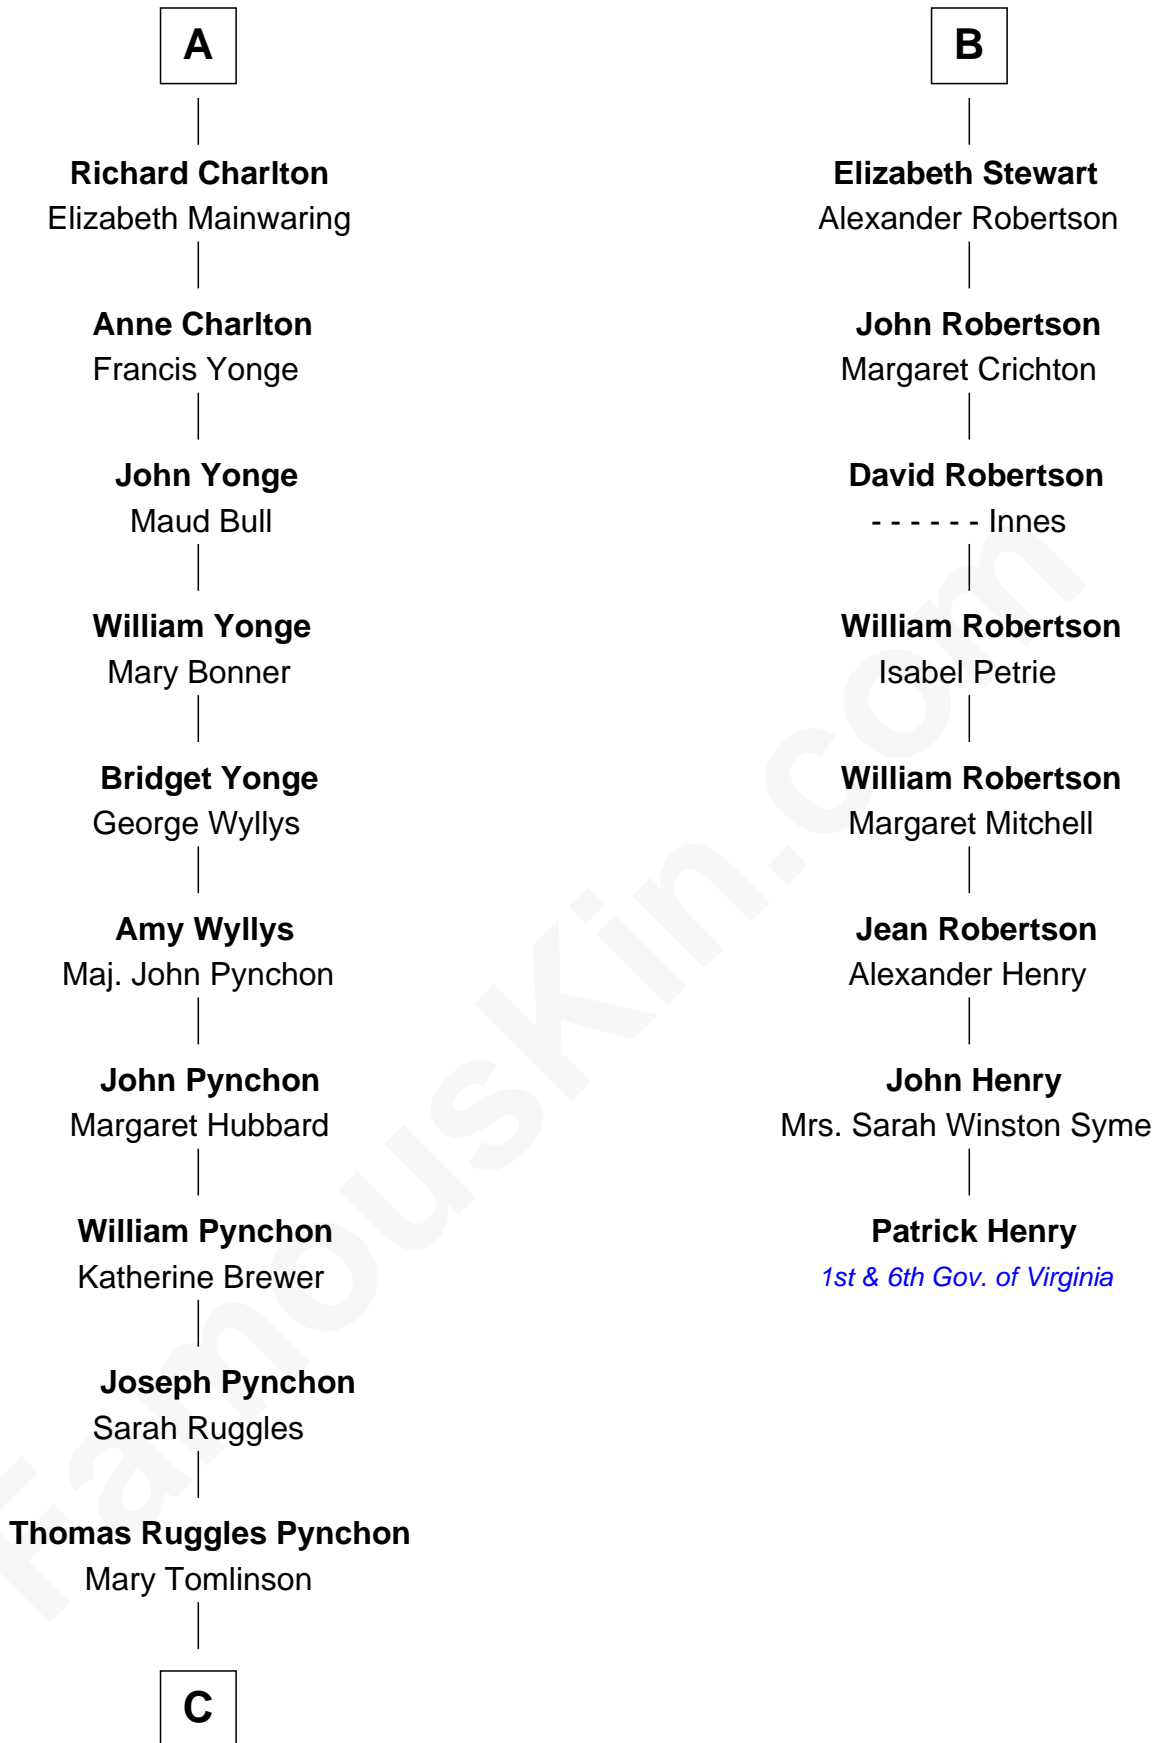 A
Richard Charlton
Elizabeth Mainwaring
Anne Charlton
Francis Yonge
John Yonge
Maud Bull
William Yonge
Mary Bonner
Bridget Yonge
George Wyllys
Amy Wyllys
Maj. John Pynchon
John Pynchon
Margaret Hubbard
William Pynchon
Katherine Brewer
Joseph Pynchon
Sarah Ruggles
Thomas Ruggles Pynchon
Mary Tomlinson
C
B
Elizabeth Stewart
Alexander Robertson
John Robertson
Margaret Crichton
David Robertson
- - - - - - Innes
William Robertson
Isabel Petrie
William Robertson
Margaret Mitchell
Jean Robertson
Alexander Henry
John Henry
Mrs. Sarah Winston Syme
Patrick Henry
1st & 6th Gov. of Virginia
FamousKin.com